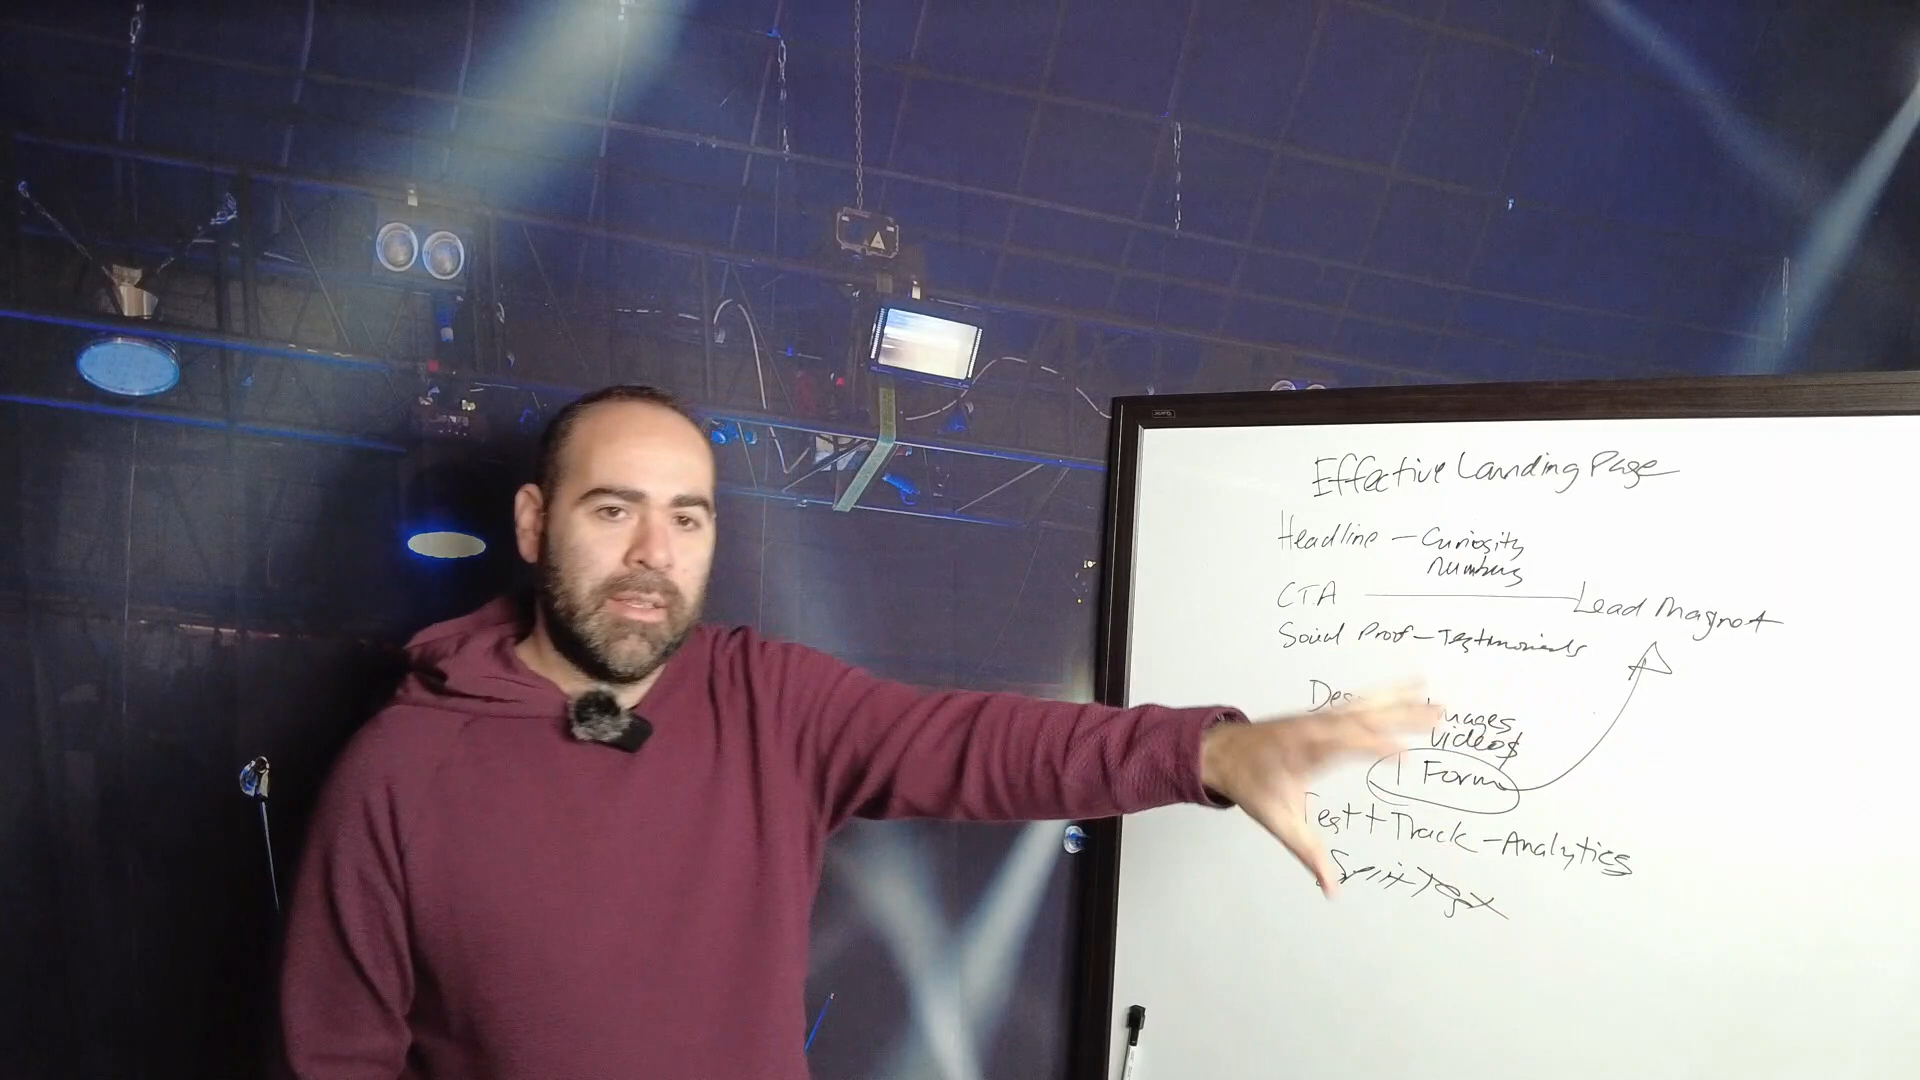 Effective Landing Page
Headline – Curiosity
Numbers
CTA — Lead Magnet
Social Proof – Testimonials
Des
Images
Videos
1 Form
Test + Track – Analytics
Split Test